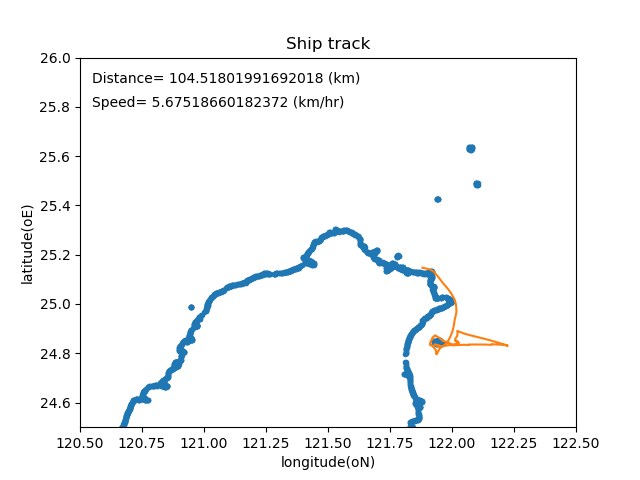 Ship track
Distance= 104.51801991692018 (km)
Speed= 5.67518660182372 (km/hr)
latitude(oE)
26.0
25.8
25.6
25.4
25.2
25.0
24.8
24.6
120.50 120.75 121.00 121.25 121.50 121.75 122.00 122.25 122.50
longitude(oN)